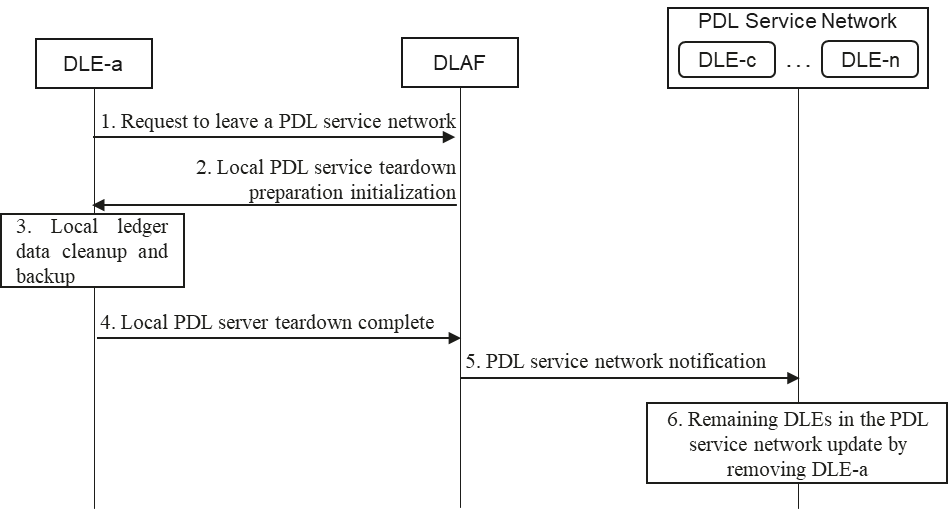 PDL Service Network
DLE-a
DLAF
DLE-c ... DLE-n
1. Request to leave a PDL service network
2. Local PDL service teardown
preparation initialization
3. Local ledger
data cleanup and
backup
4. Local PDL server teardown complete
5. PDL service network notification
6. Remaining DLEs in the PDL
service network update by
removing DLE-a